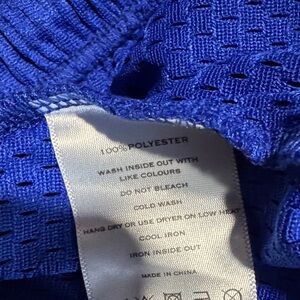 100% POLYESTER
WASH INSIDE OUT WITH
LIKE COLOURS
DO NOT BLEACH
COLD WASH
HANG DRY OR USE DRYER ON LOW HEAT
COOL IRON
IRON INSIDE OUT
MADE IN CHINA